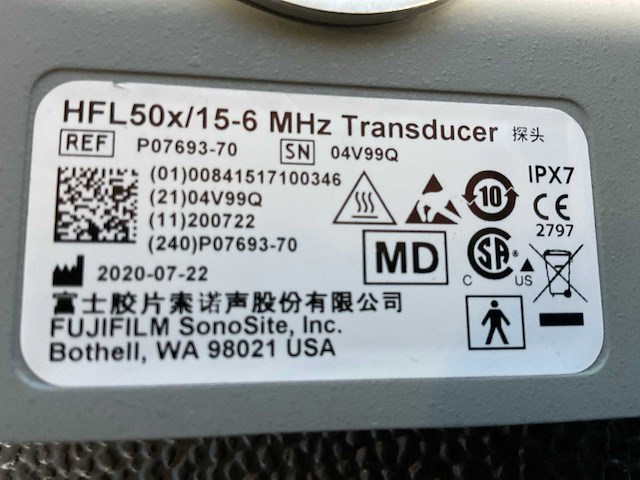 HFL50x/15-6 MHz Transducer 探头
REF P07693-70 SN 04V99Q
(01)00841517100346
(21)04V99Q
(11)200722
(240)P07693-70
10
IPX7
CE
2797
MD
SA
C US
2020-07-22
富士胶片索诺声股份有限公司
FUJIFILM SonoSite, Inc.
Bothell, WA 98021 USA